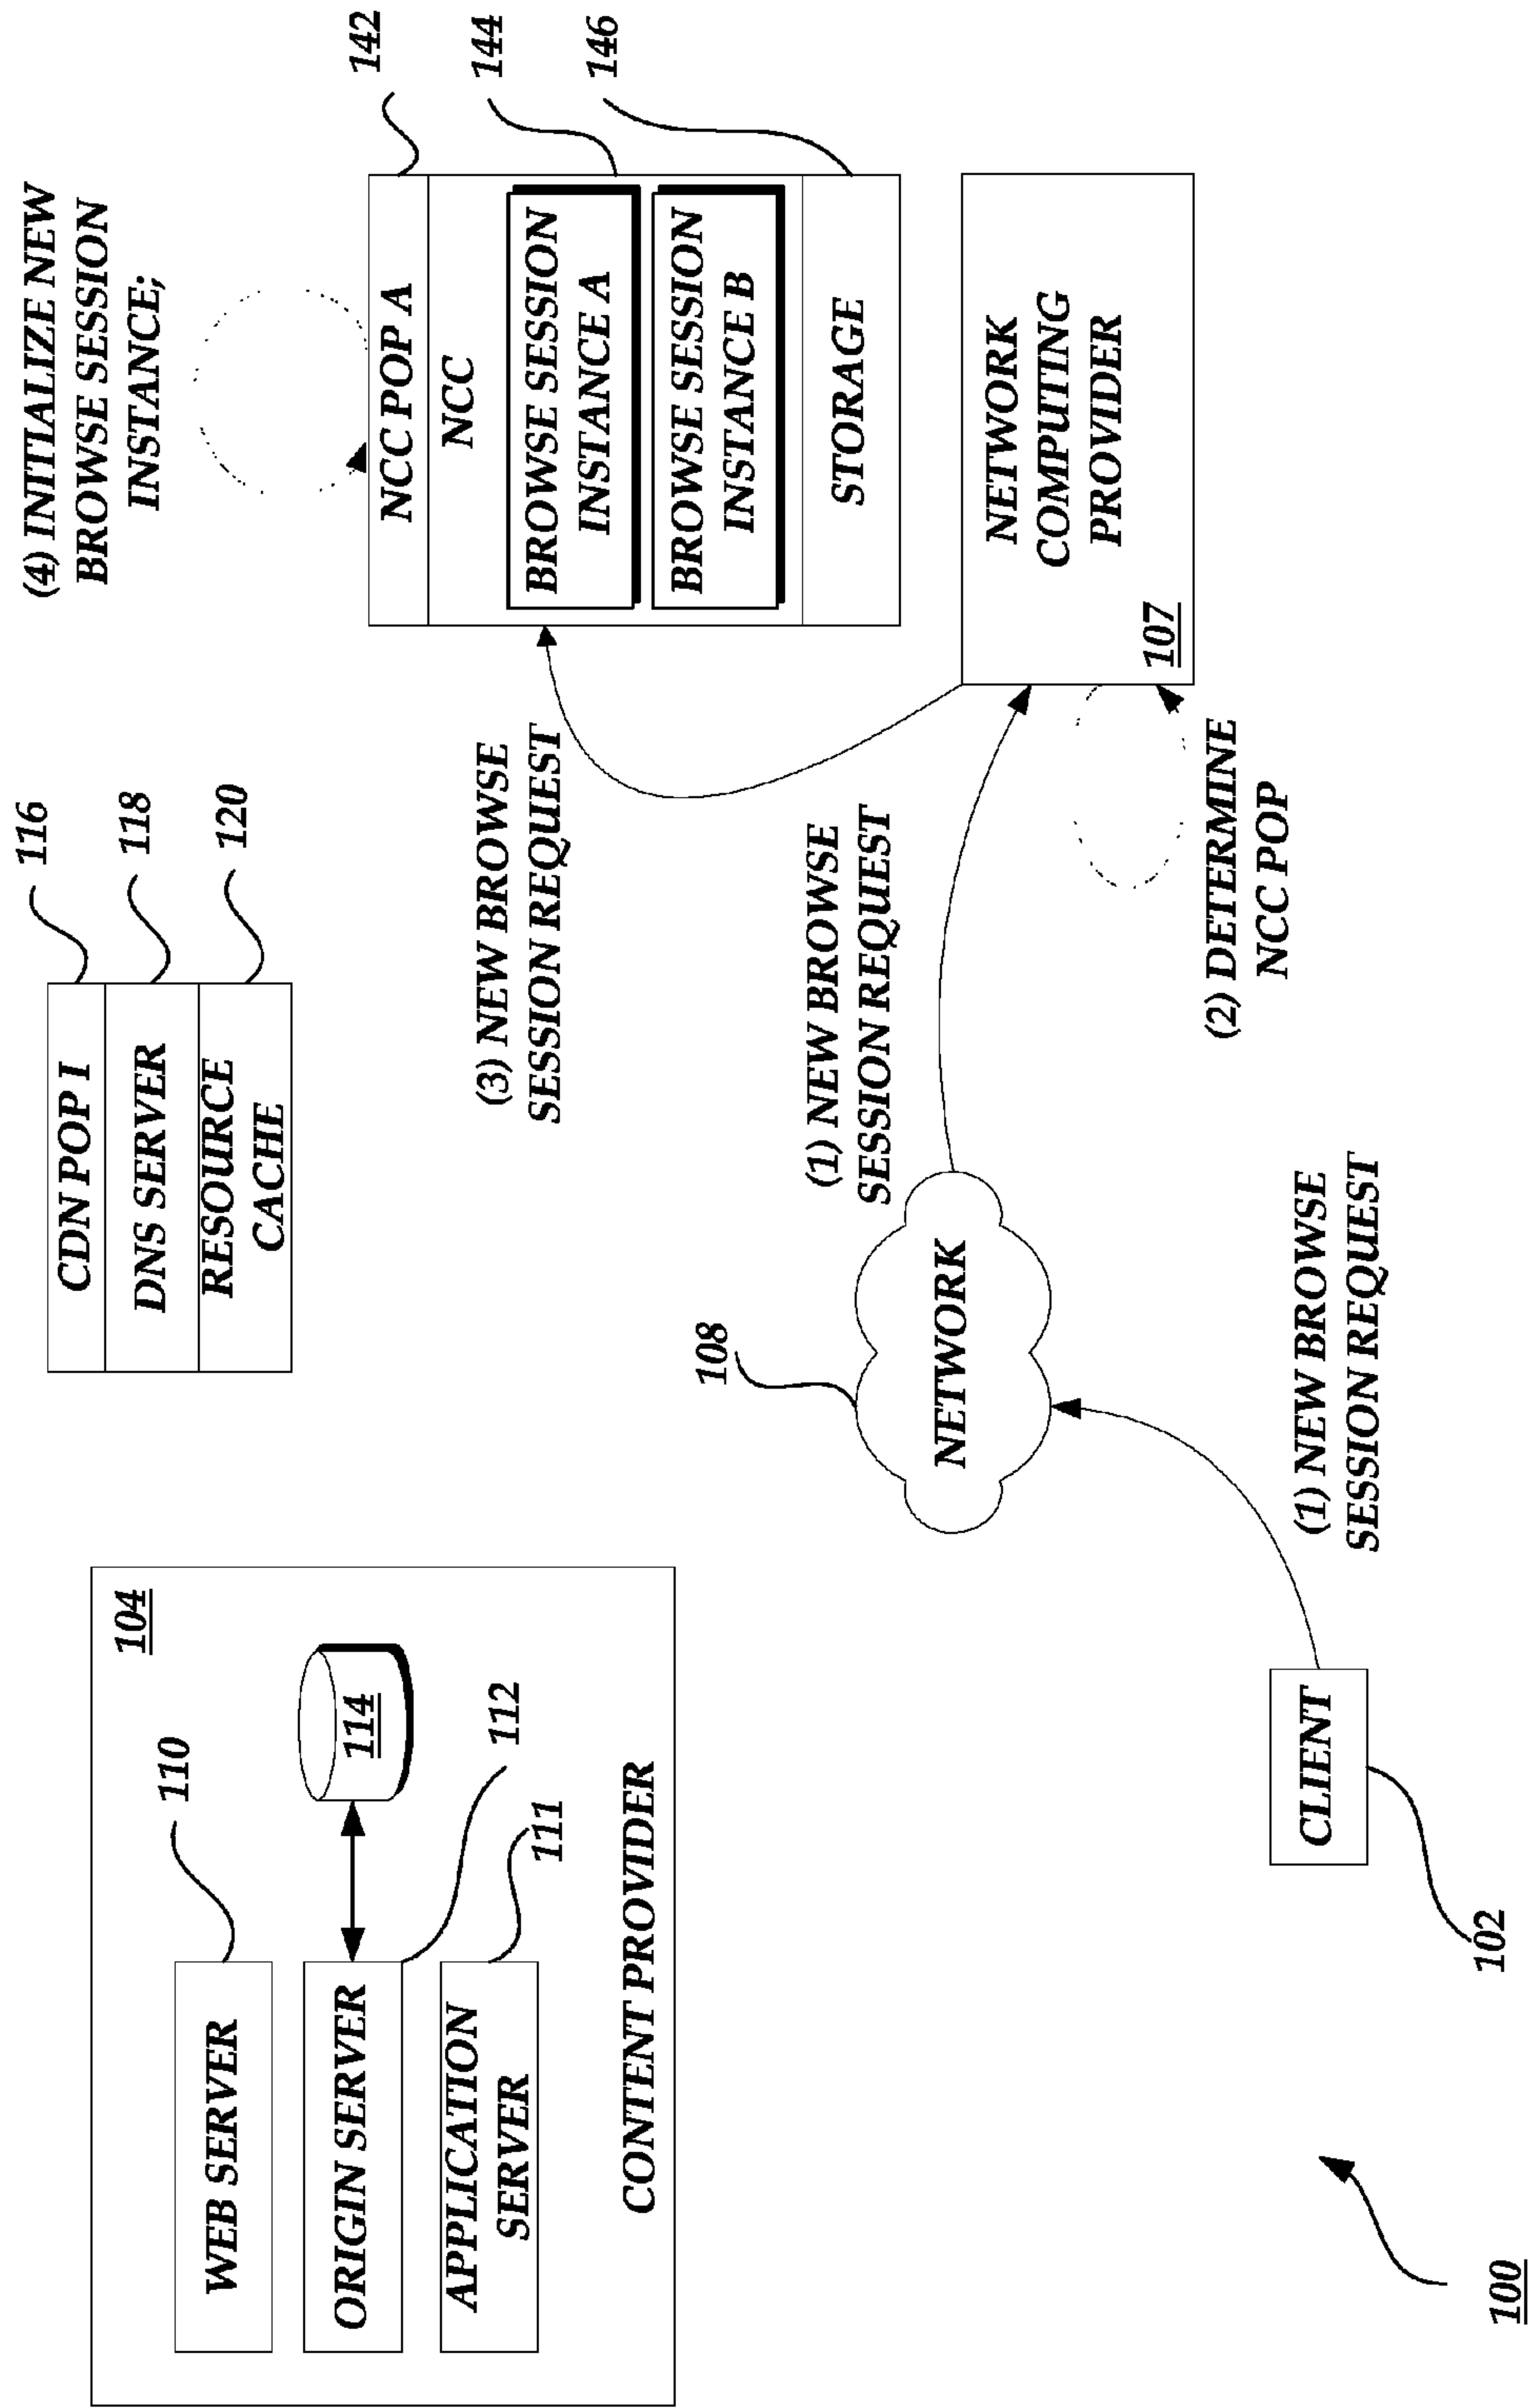 104
110
WEB SERVER
114
ORIGIN SERVER
112
APPLICATION
SERVER
111
CONTENT PROVIDER
CDN POP I
116
DNS SERVER
118
RESOURCE
CACHE
120
(4) INITIALIZE NEW
BROWSE SESSION
INSTANCE;
NCC POP A
142
NCC
BROWSE SESSION
INSTANCE A
144
BROWSE SESSION
INSTANCE B
STORAGE
146
(3) NEW BROWSE
SESSION REQUEST
108
NETWORK
(1) NEW BROWSE
SESSION REQUEST
NETWORK
COMPUTING
PROVIDER
107
(2) DETERMINE
NCC POP
(1) NEW BROWSE
SESSION REQUEST
CLIENT
102
100